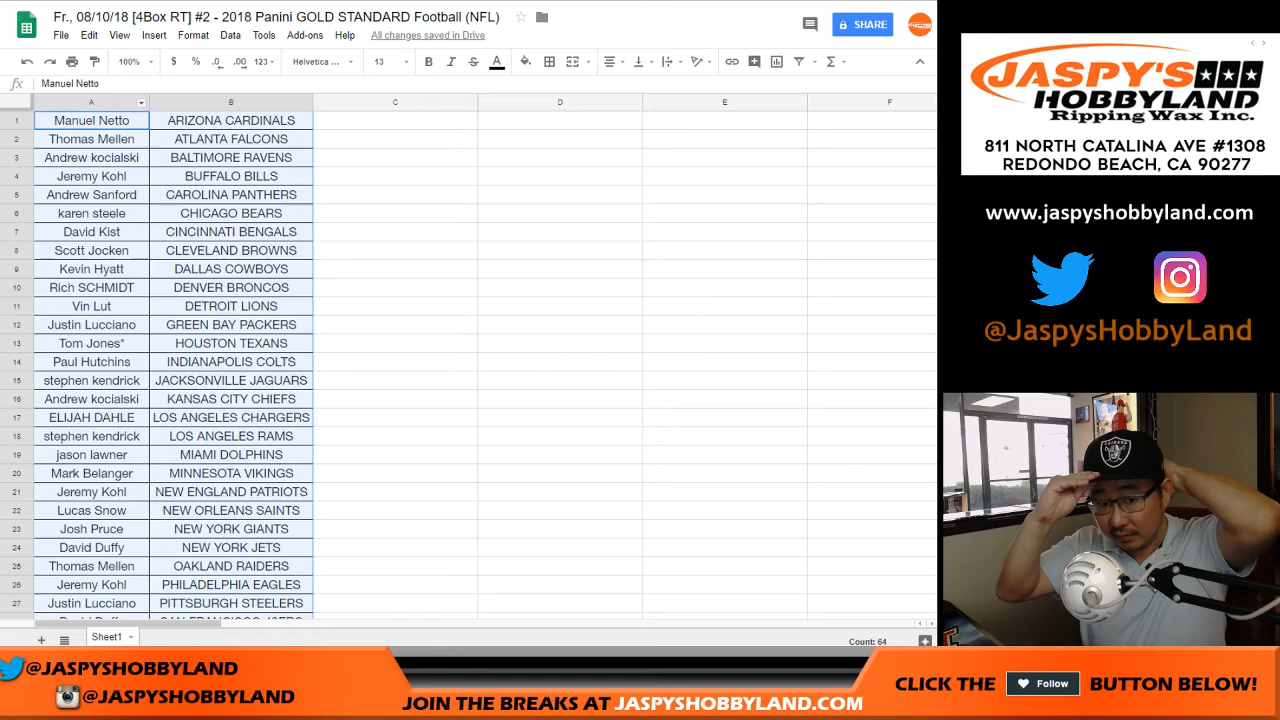 Fr., 08/10/18 [4Box RT] #2 - 2018 Panini GOLD STANDARD Football (NFL)
SHARE
File Edit View Insert Format Data Tools Add-ons Help All changes saved in Drive
100% $ % .0 .00 123 Helvetica ... 13 B I S A
fx Manuel Netto
A B C D E F
1 Manuel Netto ARIZONA CARDINALS
2 Thomas Mellen ATLANTA FALCONS
3 Andrew kocialski BALTIMORE RAVENS
4 Jeremy Kohl BUFFALO BILLS
5 Andrew Sanford CAROLINA PANTHERS
6 karen steele CHICAGO BEARS
7 David Kist CINCINNATI BENGALS
8 Scott Jocken CLEVELAND BROWNS
9 Kevin Hyatt DALLAS COWBOYS
10 Rich SCHMIDT DENVER BRONCOS
11 Vin Lut DETROIT LIONS
12 Justin Lucciano GREEN BAY PACKERS
13 Tom Jones* HOUSTON TEXANS
14 Paul Hutchins INDIANAPOLIS COLTS
15 stephen kendrick JACKSONVILLE JAGUARS
16 Andrew kocialski KANSAS CITY CHIEFS
17 ELIJAH DAHLE LOS ANGELES CHARGERS
18 stephen kendrick LOS ANGELES RAMS
19 jason lawner MIAMI DOLPHINS
20 Mark Belanger MINNESOTA VIKINGS
21 Jeremy Kohl NEW ENGLAND PATRIOTS
22 Lucas Snow NEW ORLEANS SAINTS
23 Josh Pruce NEW YORK GIANTS
24 David Duffy NEW YORK JETS
25 Thomas Mellen OAKLAND RAIDERS
26 Jeremy Kohl PHILADELPHIA EAGLES
27 Justin Lucciano PITTSBURGH STEELERS
Sheet1
Count: 64
JASPY'S
HOBBYLAND
Ripping Wax Inc.
811 NORTH CATALINA AVE #1308
REDONDO BEACH, CA 90277
www.jaspyshobbyland.com
@JaspysHobbyLand
RAIDERS
@JASPYSHOBBYLAND
@JASPYSHOBBYLAND
JOIN THE BREAKS AT JASPYSHOBBYLAND.COM
CLICK THE Follow BUTTON BELOW!